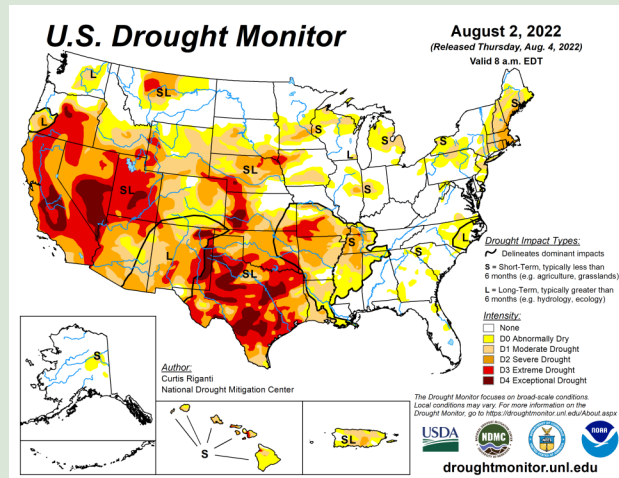 U.S. Drought Monitor
August 2, 2022
(Released Thursday, Aug. 4, 2022)
Valid 8 a.m. EDT
L
SL
L
S
S
S
S
L
SL
S
SL
S
L
S
L
SL
Drought Impact Types:
Delineates dominant impacts
S = Short-Term, typically less than
6 months (e.g. agriculture, grasslands)
L = Long-Term, typically greater than
6 months (e.g. hydrology, ecology)
Intensity:
None
D0 Abnormally Dry
D1 Moderate Drought
D2 Severe Drought
D3 Extreme Drought
D4 Exceptional Drought
S
Author:
Curtis Riganti
National Drought Mitigation Center
S
SL
The Drought Monitor focuses on broad-scale conditions.
Local conditions may vary. For more information on the
Drought Monitor, go to https://droughtmonitor.unl.edu/About.aspx
USDA
NDMC
NOAA
droughtmonitor.unl.edu